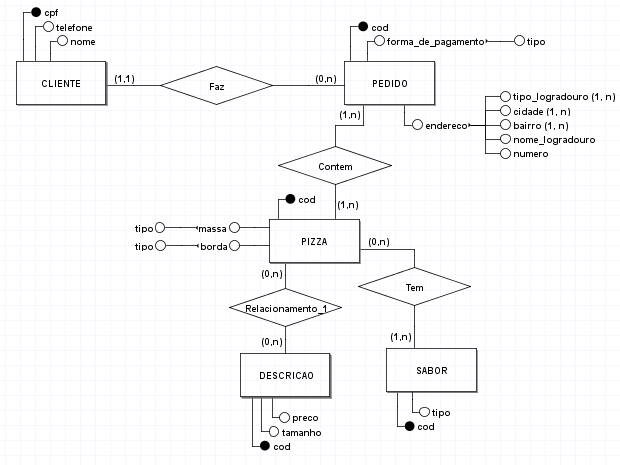 cpf
telefone
nome
CLIENTE
(1,1)
Faz
(0,n)
cod
forma_de_pagamento
tipo
PEDIDO
(1,n)
endereco
tipo_logradouro (1, n)
cidade (1, n)
bairro (1, n)
nome_logradouro
numero
Contem
(1,n)
cod
tipo
massa
tipo
borda
PIZZA
(0,n)
(0,n)
Tem
Relacionamento_1
(0,n)
(1,n)
DESCRICAO
SABOR
preco
tamanho
cod
tipo
cod